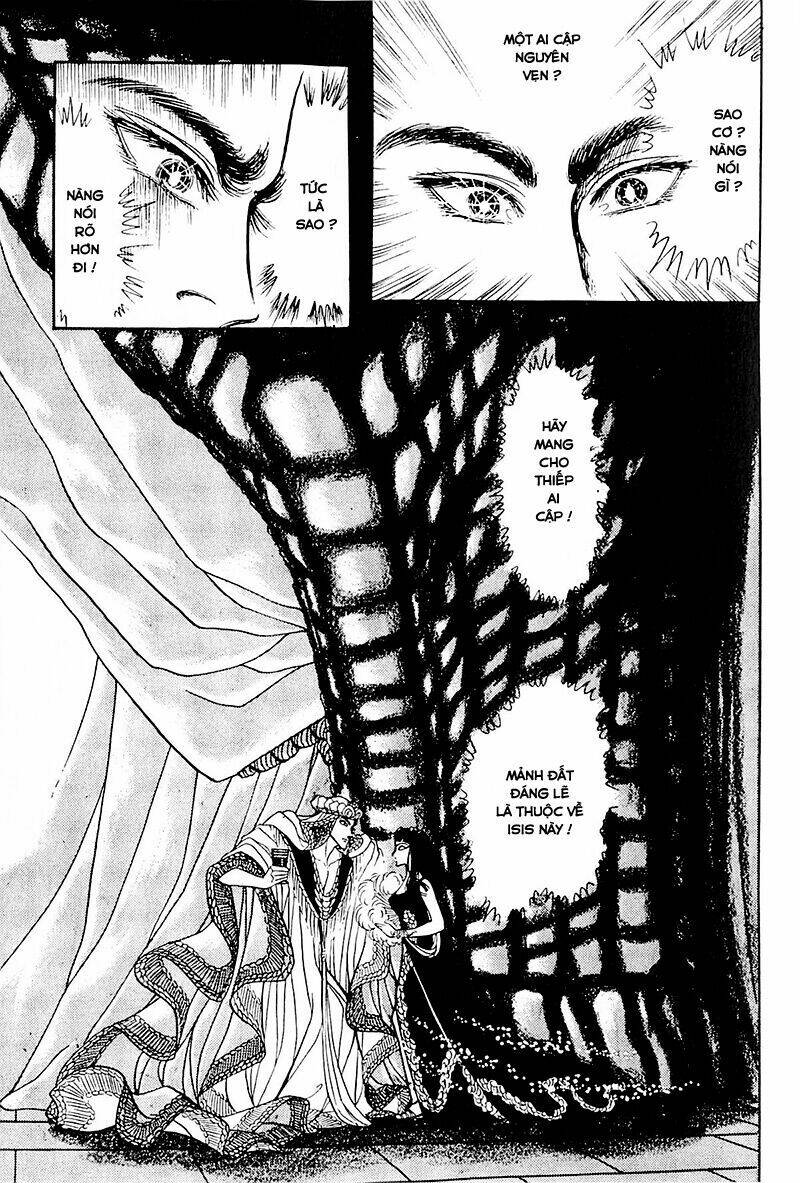 MỘT AI CẬP
NGUYÊN
VẸN ?
SAO
CƠ ?
NÀNG
NÓI
GÌ ?
TỨC
LÀ
SAO ?
NÀNG
NÓI
RÕ
HƠN
ĐI !
HÃY
MANG
CHO
THIẾP
AI
CẬP !
MẢNH ĐẤT
ĐÁNG LẼ
LÀ THUỘC VỀ
ISIS NÀY !